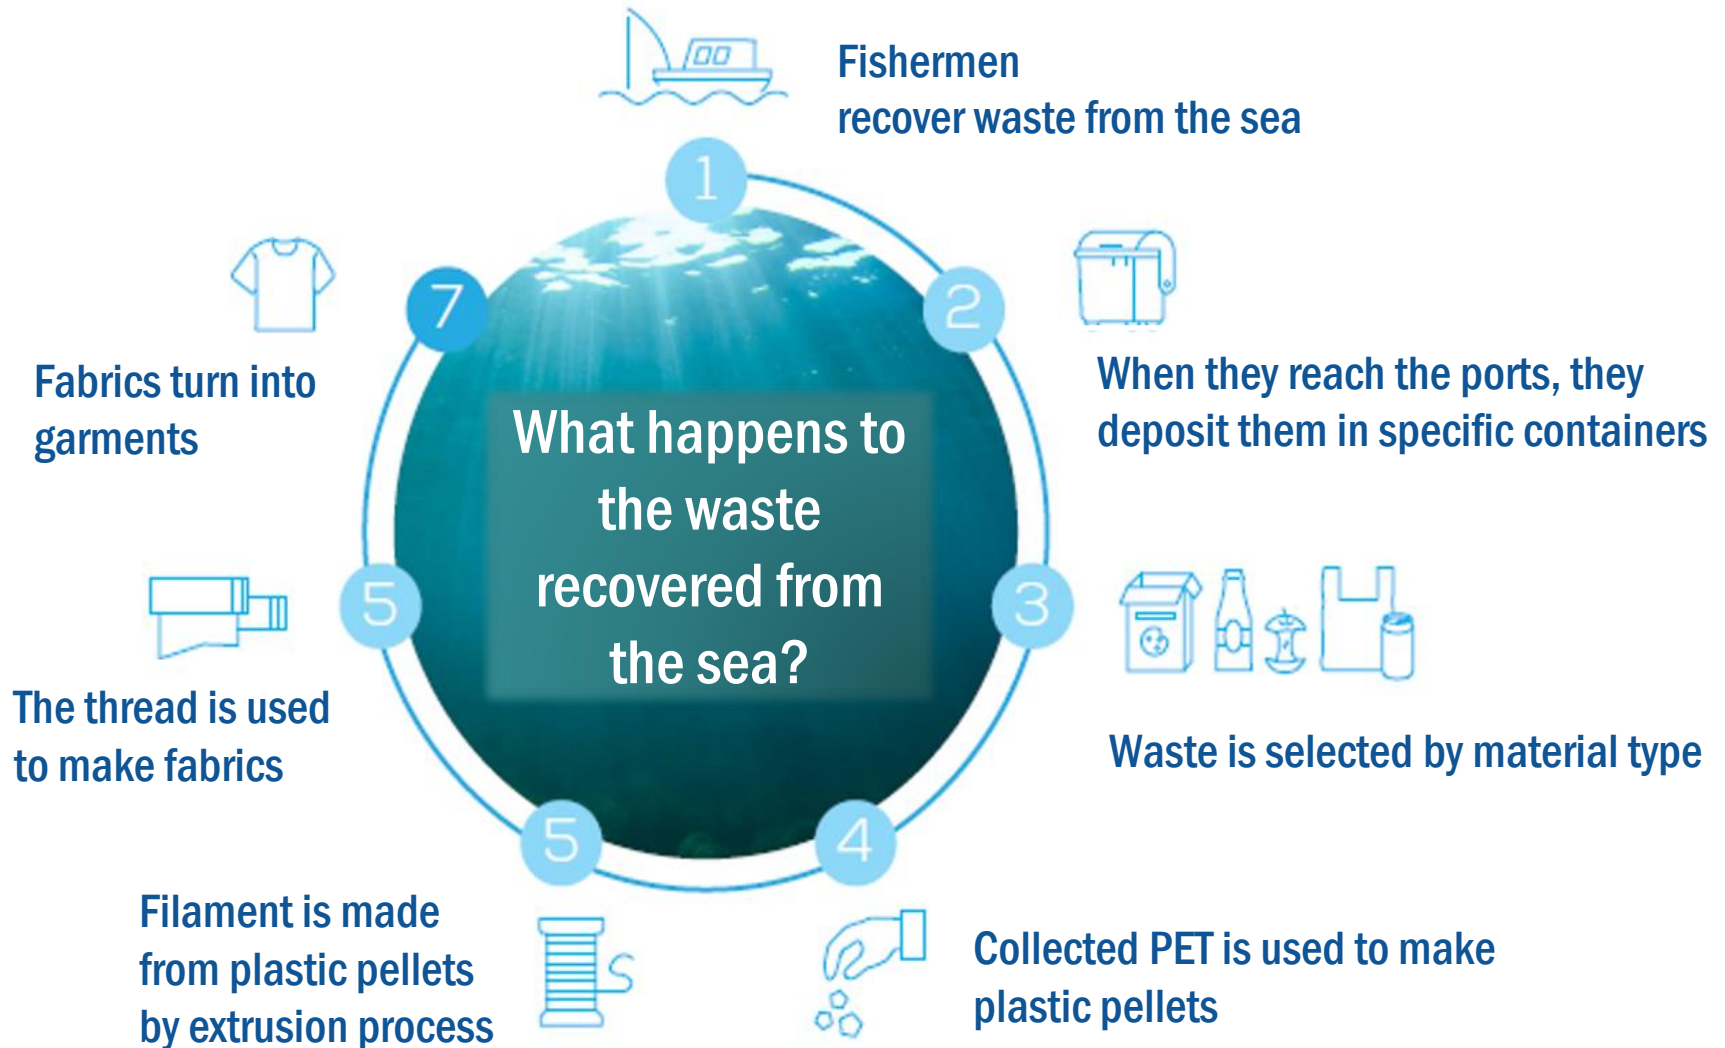 Fishermen
recover waste from the sea
1
2
When they reach the ports, they
deposit them in specific containers
3
Waste is selected by material type
4
Collected PET is used to make
plastic pellets
5
Filament is made
from plastic pellets
by extrusion process
5
The thread is used
to make fabrics
7
Fabrics turn into
garments
What happens to
the waste
recovered from
the sea?